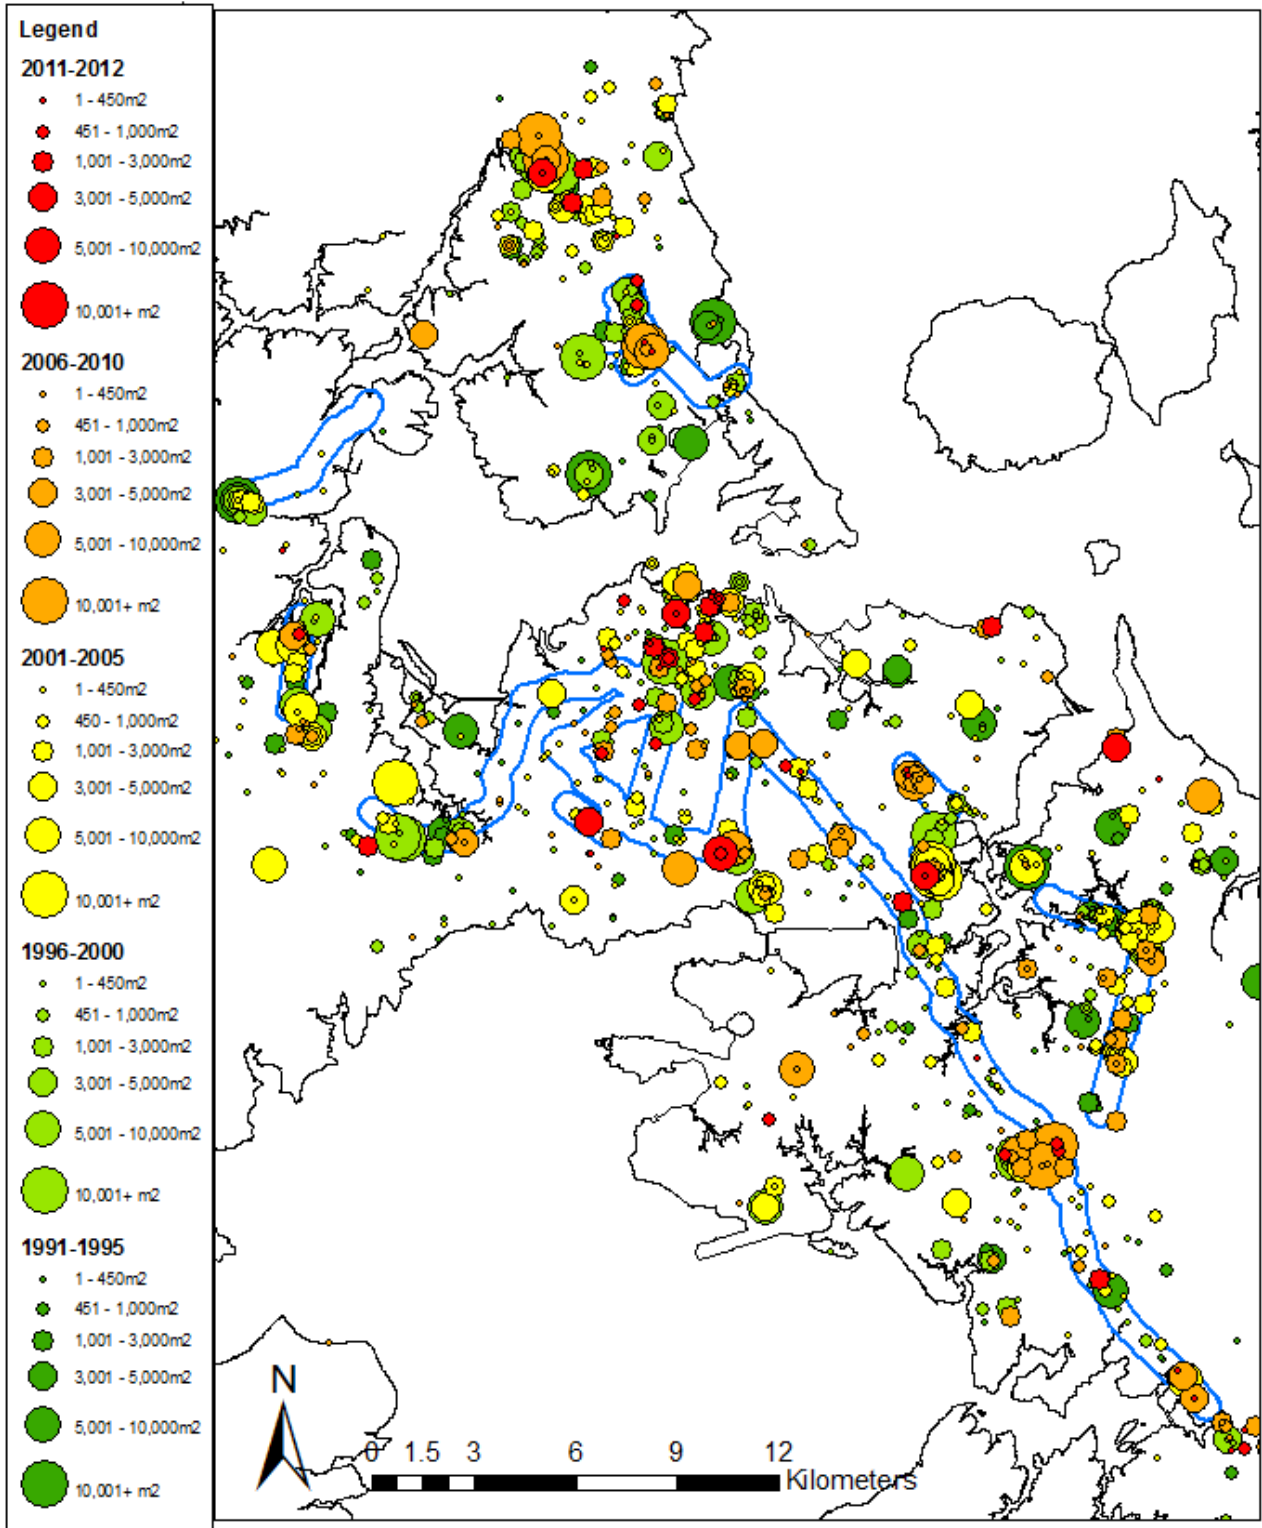 Legend
2011-2012
1 - 450m2
451 - 1,000m2
1,001 - 3,000m2
3,001 - 5,000m2
5,001 - 10,000m2
10,001+ m2
2006-2010
1 - 450m2
451 - 1,000m2
1,001 - 3,000m2
3,001 - 5,000m2
5,001 - 10,000m2
10,001+ m2
2001-2005
1 - 450m2
450 - 1,000m2
1,001 - 3,000m2
3,001 - 5,000m2
5,001 - 10,000m2
10,001+ m2
1996-2000
1 - 450m2
451 - 1,000m2
1,001 - 3,000m2
3,001 - 5,000m2
5,001 - 10,000m2
10,001+ m2
1991-1995
1 - 450m2
451 - 1,000m2
1,001 - 3,000m2
3,001 - 5,000m2
5,001 - 10,000m2
10,001+ m2
N
0 1.5 3 6 9 12
Kilometers